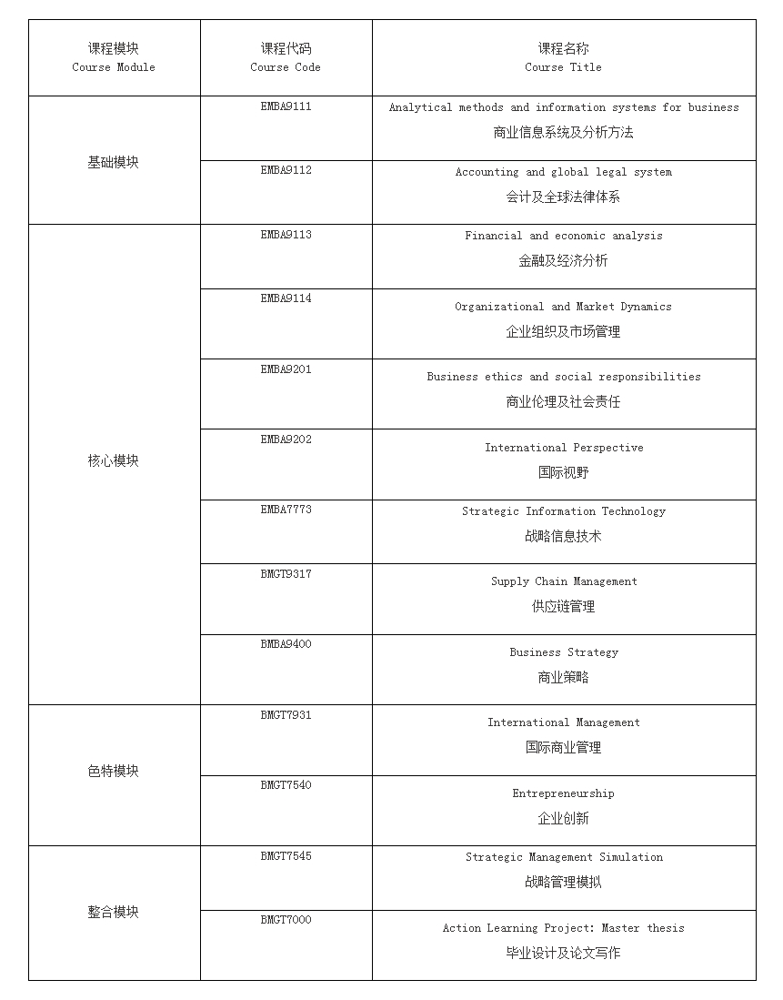 课程模块
Course Module
课程代码
Course Code
课程名称
Course Title
基础模块
EMBA9111
Analytical methods and information systems for business
商业信息系统及分析方法
EMBA9112
Accounting and global legal system
会计及全球法律体系
核心模块
EMBA9113
Financial and economic analysis
金融及经济分析
EMBA9114
Organizational and Market Dynamics
企业组织及市场管理
EMBA9201
Business ethics and social responsibilities
商业伦理及社会责任
EMBA9202
International Perspective
国际视野
EMBA7773
Strategic Information Technology
战略信息技术
BMGT9317
Supply Chain Management
供应链管理
BMBA9400
Business Strategy
商业策略
色特模块
BMGT7931
International Management
国际商业管理
BMGT7540
Entrepreneurship
企业创新
整合模块
BMGT7545
Strategic Management Simulation
战略管理模拟
BMGT7000
Action Learning Project: Master thesis
毕业设计及论文写作